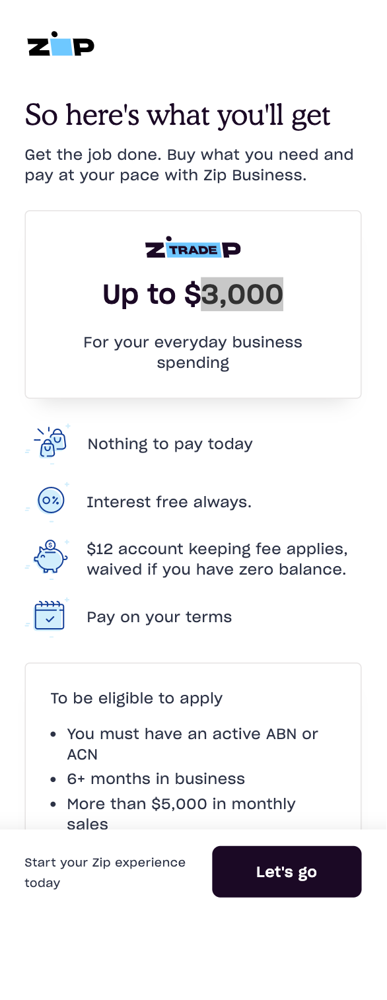 ZIP
So here's what you'll get
Get the job done. Buy what you need and
pay at your pace with Zip Business.
ZTRADEP
Up to $3,000
For your everyday business
spending
Nothing to pay today
0%
Interest free always.
$
$12 account keeping fee applies,
waived if you have zero balance.
Pay on your terms
To be eligible to apply
• You must have an active ABN or
ACN
• 6+ months in business
• More than $5,000 in monthly
sales
Start your Zip experience
today
Let's go